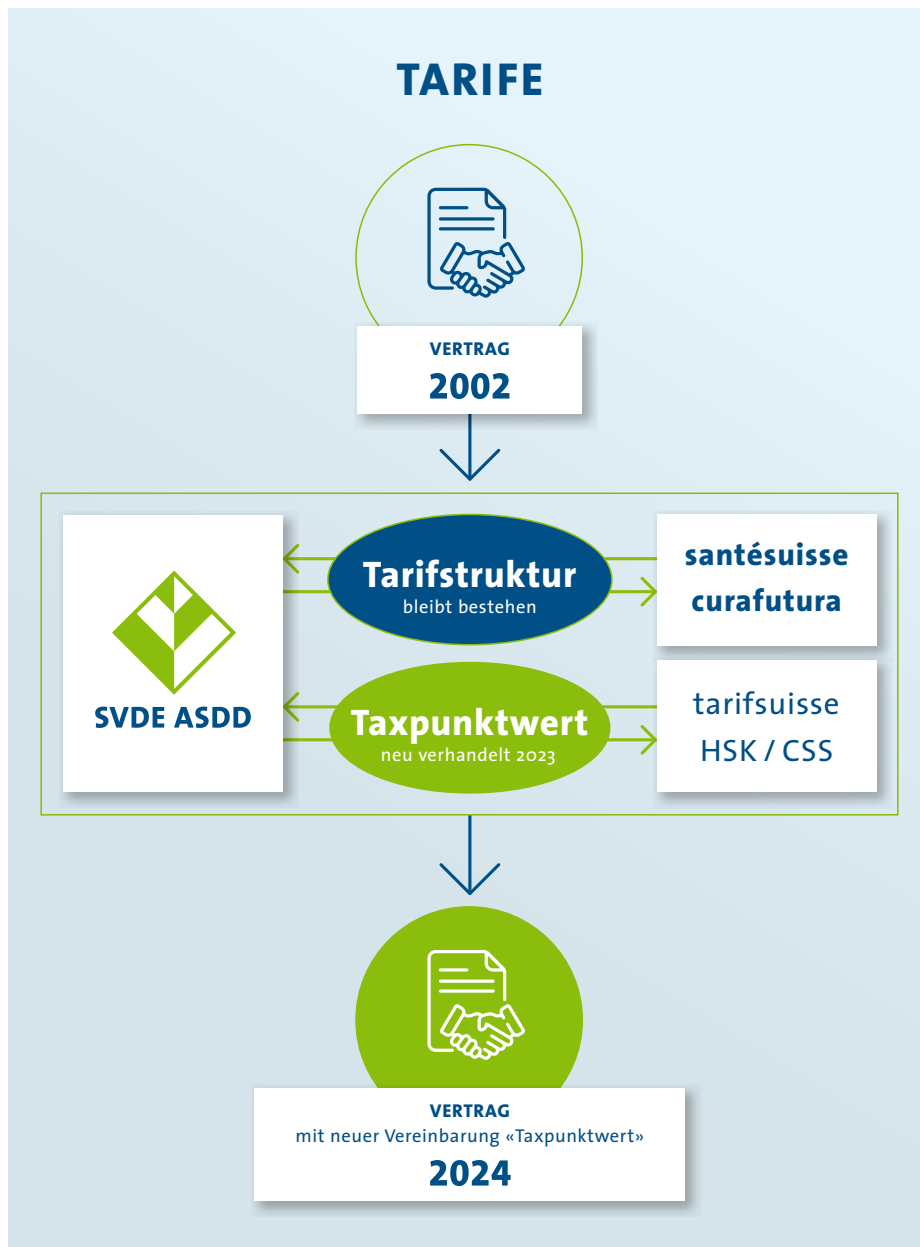 TARIFE
VERTRAG
2002
SVDE ASDD
Tarifstruktur
bleibt bestehen
santésuisse
curafutura
Taxpunktwert
neu verhandelt 2023
tarifsuisse
HSK / CSS
VERTRAG
mit neuer Vereinbarung «Taxpunktwert»
2024